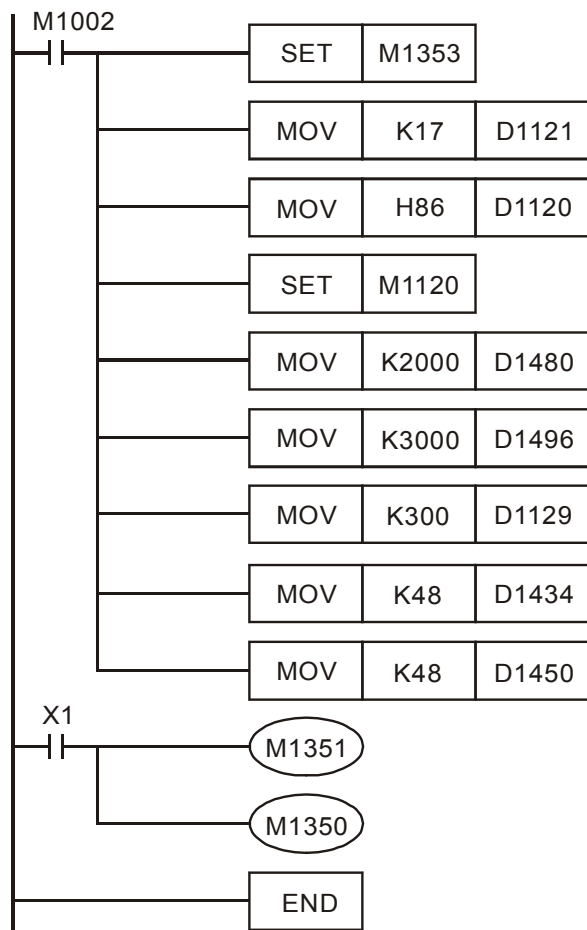 M1002
SET M1353
MOV K17 D1121
MOV H86 D1120
SET M1120
MOV K2000 D1480
MOV K3000 D1496
MOV K300 D1129
MOV K48 D1434
MOV K48 D1450
X1
M1351
M1350
END